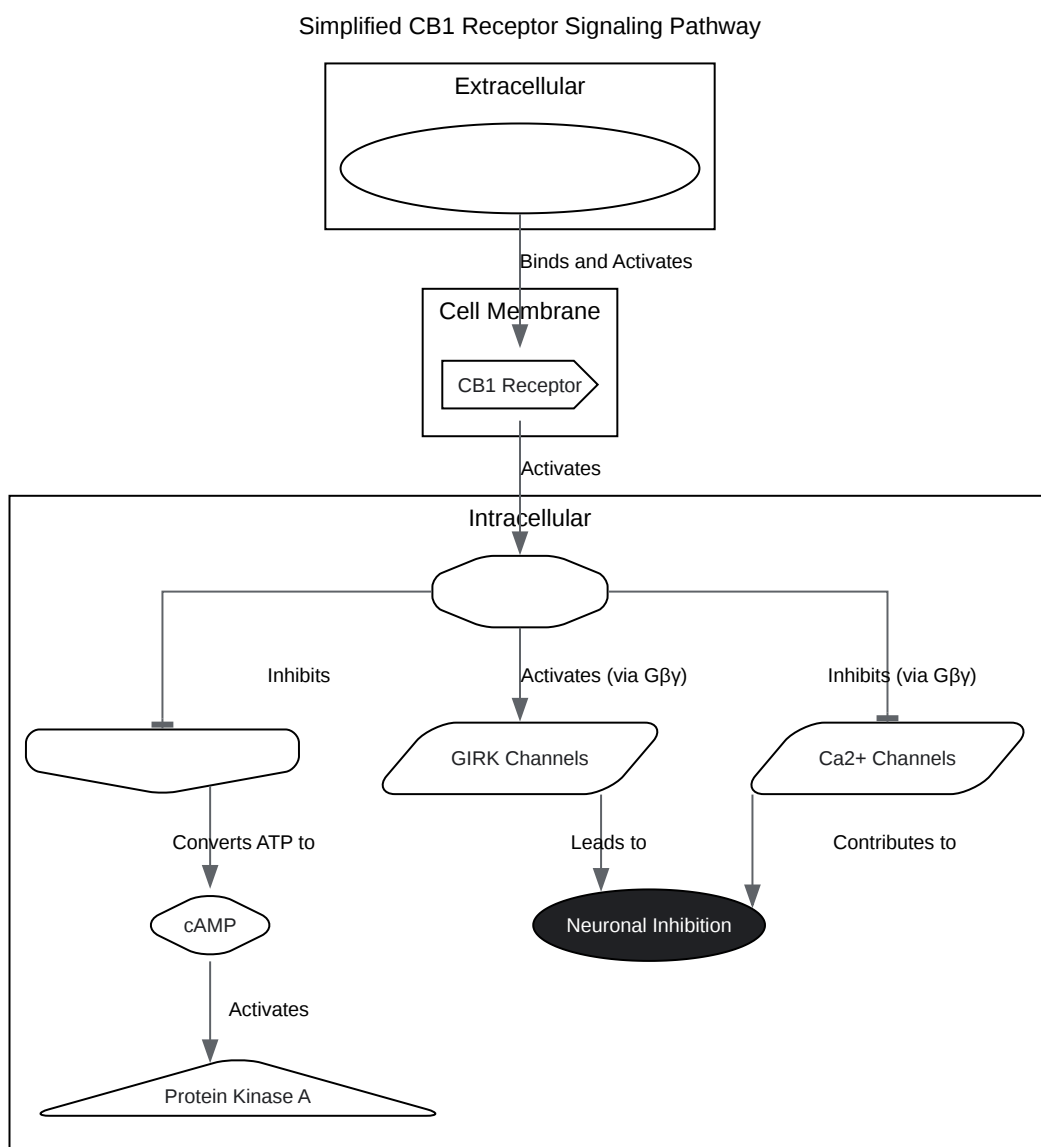 Simplified CB1 Receptor Signaling Pathway
Extracellular
Binds and Activates
Cell Membrane
CB1 Receptor
Activates
Intracellular
Inhibits
Activates (via Gβγ)
Inhibits (via Gβγ)
GIRK Channels
Ca2+ Channels
Converts ATP to
Leads to
Contributes to
cAMP
Neuronal Inhibition
Activates
Protein Kinase A